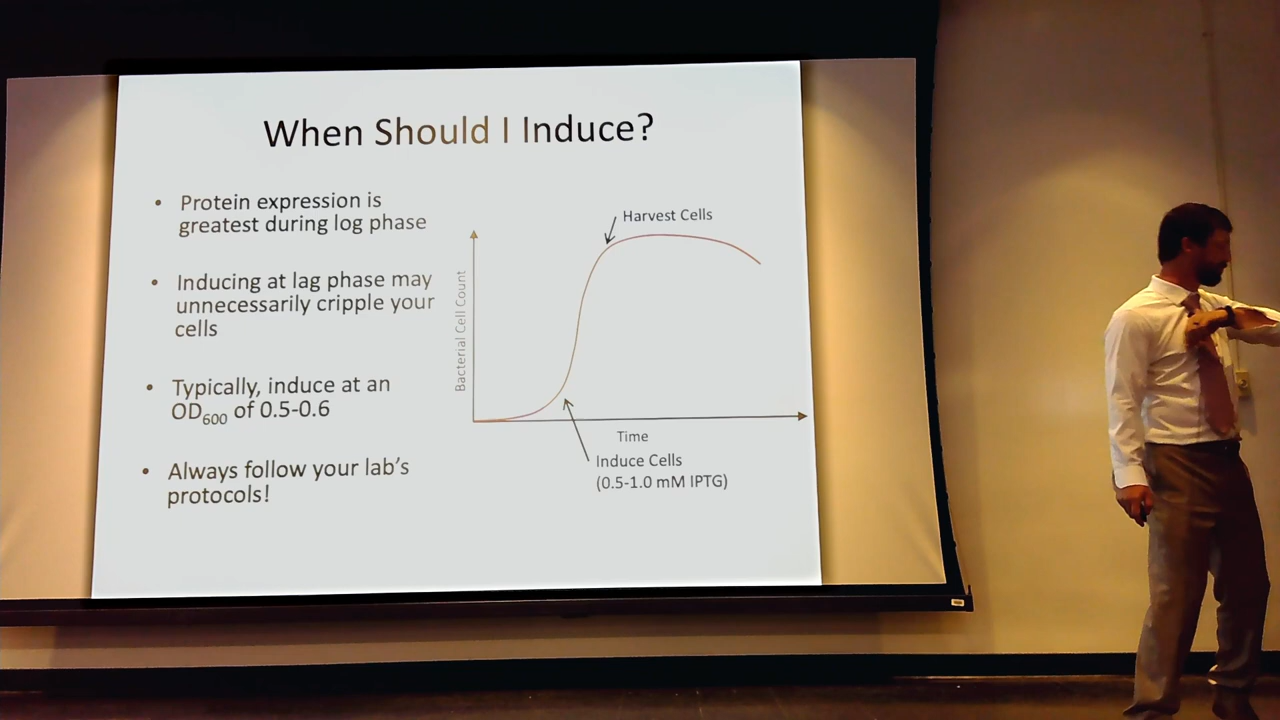 When Should I Induce?
• Protein expression is
greatest during log phase
• Inducing at lag phase may
unnecessarily cripple your
cells
• Typically, induce at an
OD600 of 0.5-0.6
• Always follow your lab's
protocols!
Harvest Cells
Bacterial Cell Count
Time
Induce Cells
(0.5-1.0 mM IPTG)